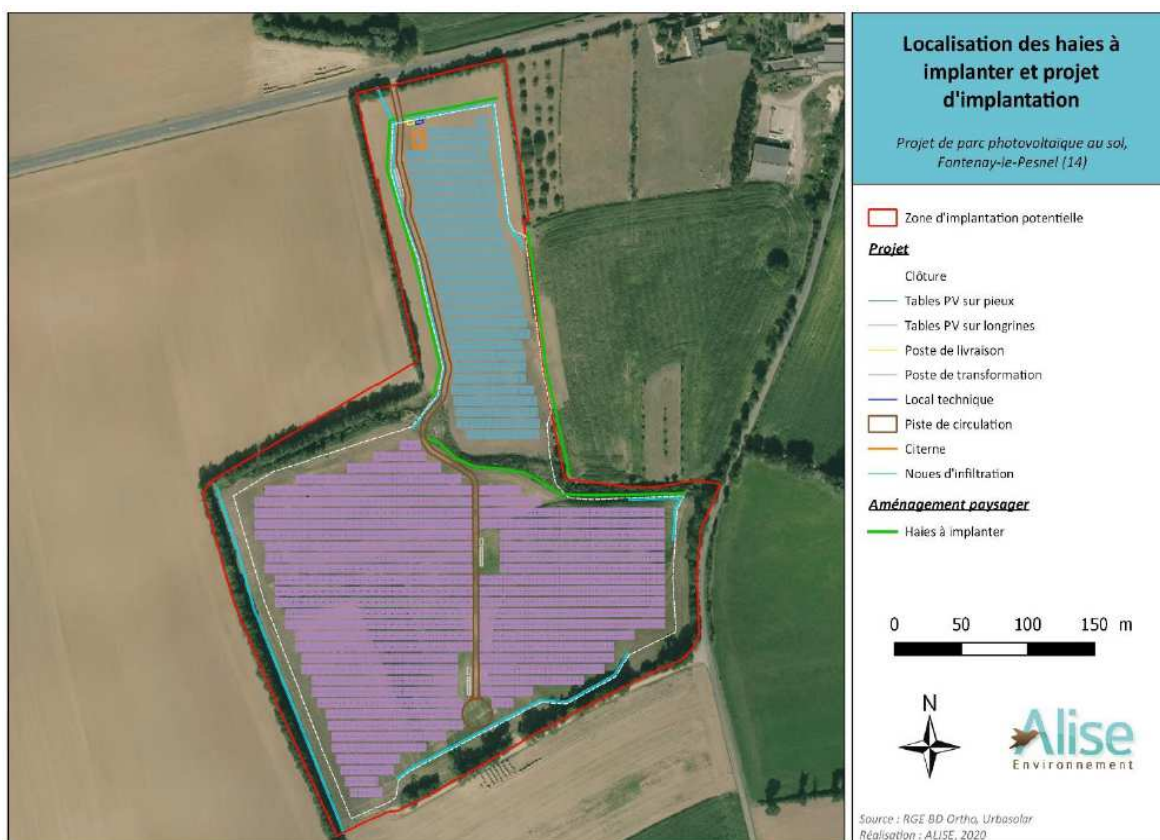 Localisation des haies à
implanter et projet
d'implantation
Projet de parc photovoltaïque au sol,
Fontenay-le-Pesnel (14)
Zone d'implantation potentielle
Projet
Clôture
Tables PV sur pieux
Tables PV sur longrines
Poste de livraison
Poste de transformation
Local technique
Piste de circulation
Citerne
Noues d'infiltration
Aménagement paysager
Haies à implanter
0 50 100 150 m
N
Alise
Environnement
Source : RGE BD Ortho, Urbasolar
Réalisation : ALISE, 2020